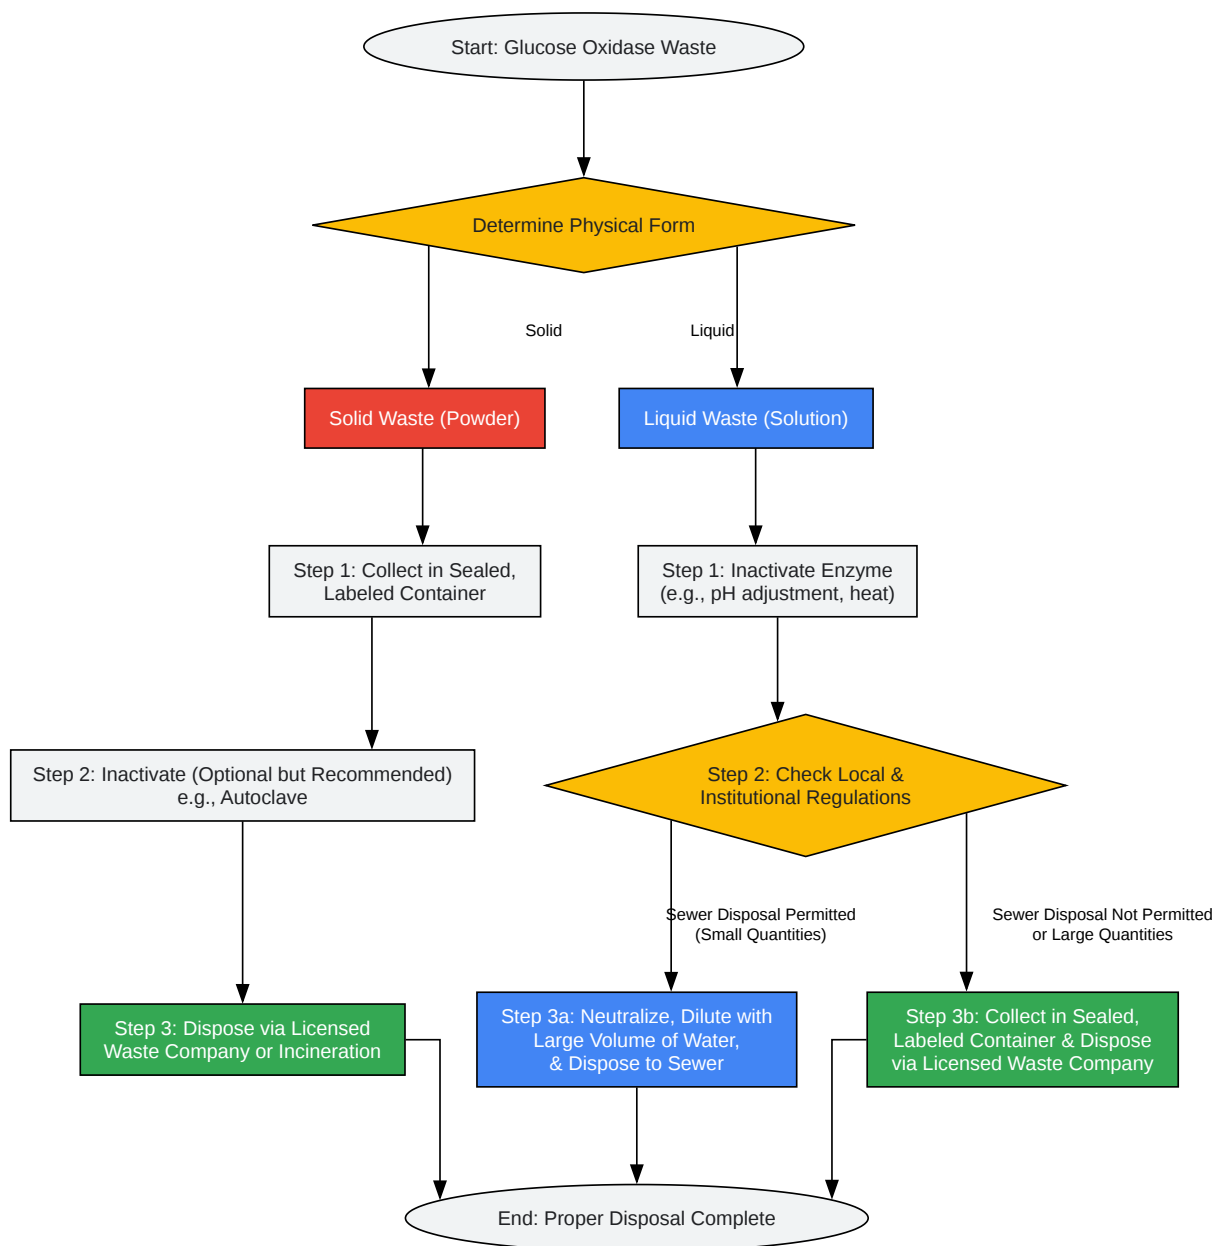 Start: Glucose Oxidase Waste
Determine Physical Form
Solid
Liquid
Solid Waste (Powder)
Liquid Waste (Solution)
Step 1: Collect in Sealed,
Labeled Container
Step 1: Inactivate Enzyme
(e.g., pH adjustment, heat)
Step 2: Inactivate (Optional but Recommended)
e.g., Autoclave
Step 2: Check Local &
Institutional Regulations
Sewer Disposal Permitted
(Small Quantities)
Sewer Disposal Not Permitted
or Large Quantities
Step 3: Dispose via Licensed
Waste Company or Incineration
Step 3a: Neutralize, Dilute with
Large Volume of Water,
& Dispose to Sewer
Step 3b: Collect in Sealed,
Labeled Container & Dispose
via Licensed Waste Company
End: Proper Disposal Complete